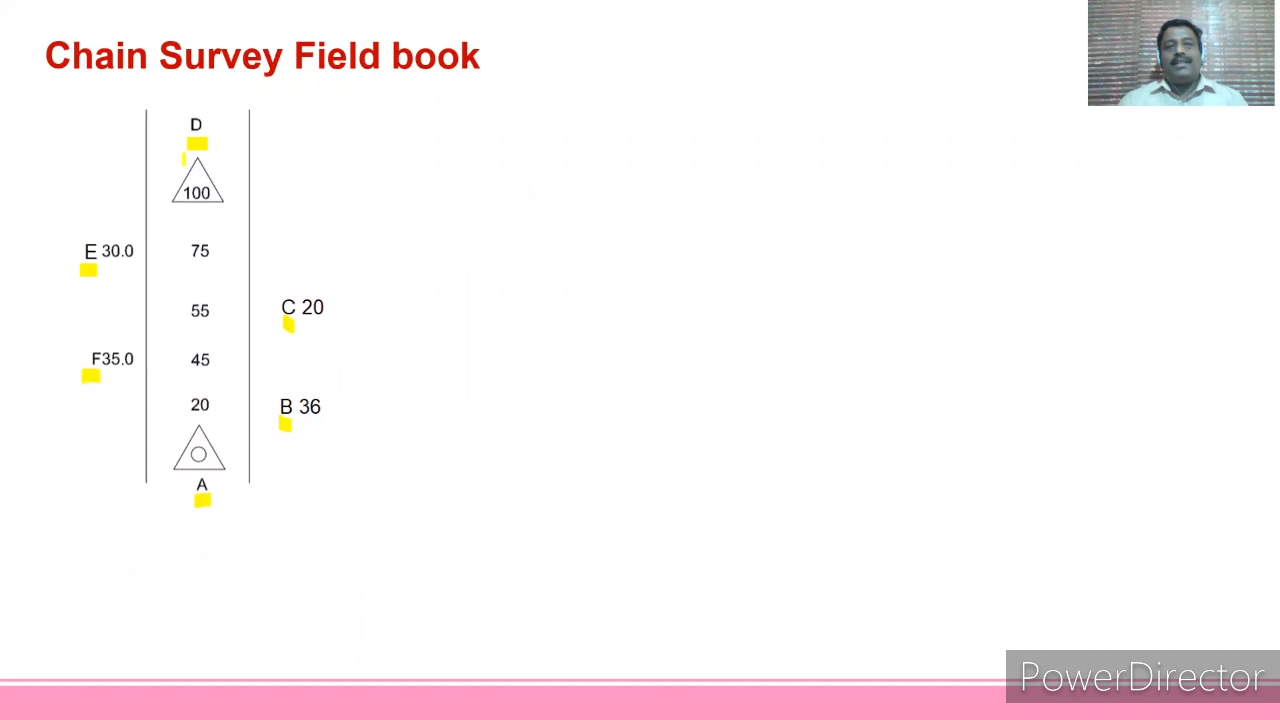 Chain Survey Field book
D
100
E 30.0 75
55 C 20
F35.0 45
20 B 36
A
PowerDirector